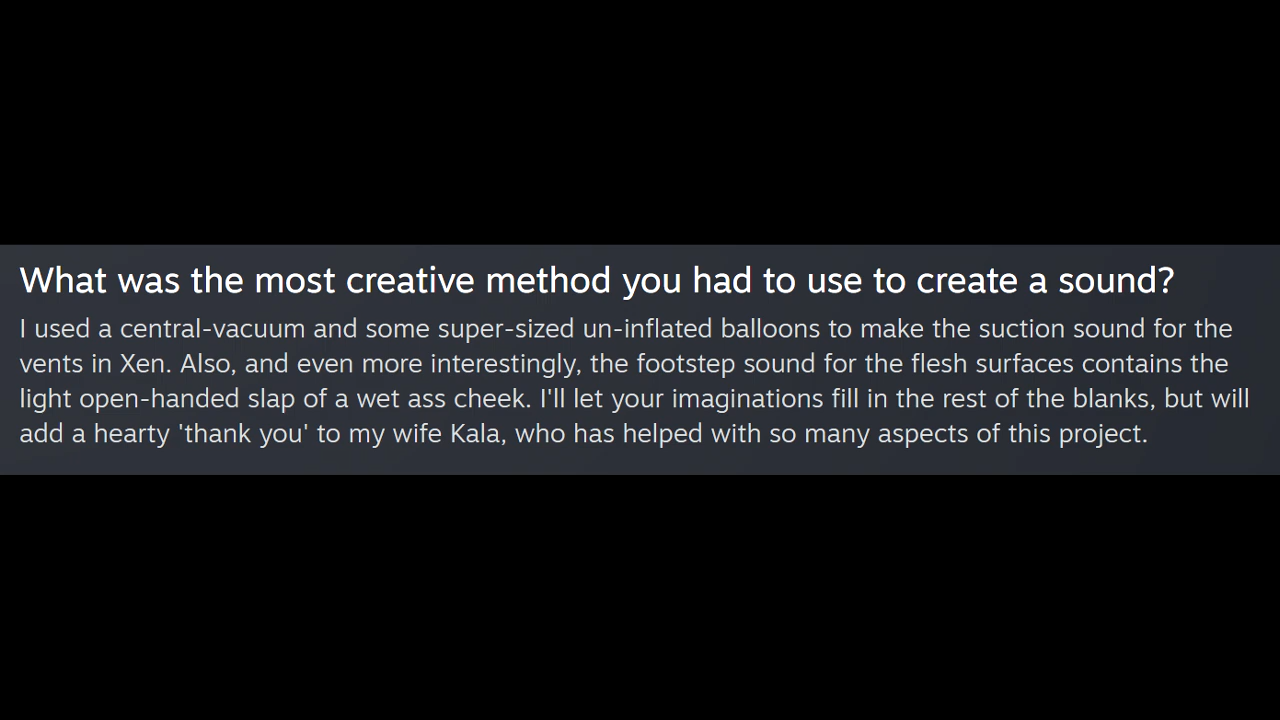 What was the most creative method you had to use to create a sound?
I used a central-vacuum and some super-sized un-inflated balloons to make the suction sound for the
vents in Xen. Also, and even more interestingly, the footstep sound for the flesh surfaces contains the
light open-handed slap of a wet ass cheek. I'll let your imaginations fill in the rest of the blanks, but will
add a hearty 'thank you' to my wife Kala, who has helped with so many aspects of this project.